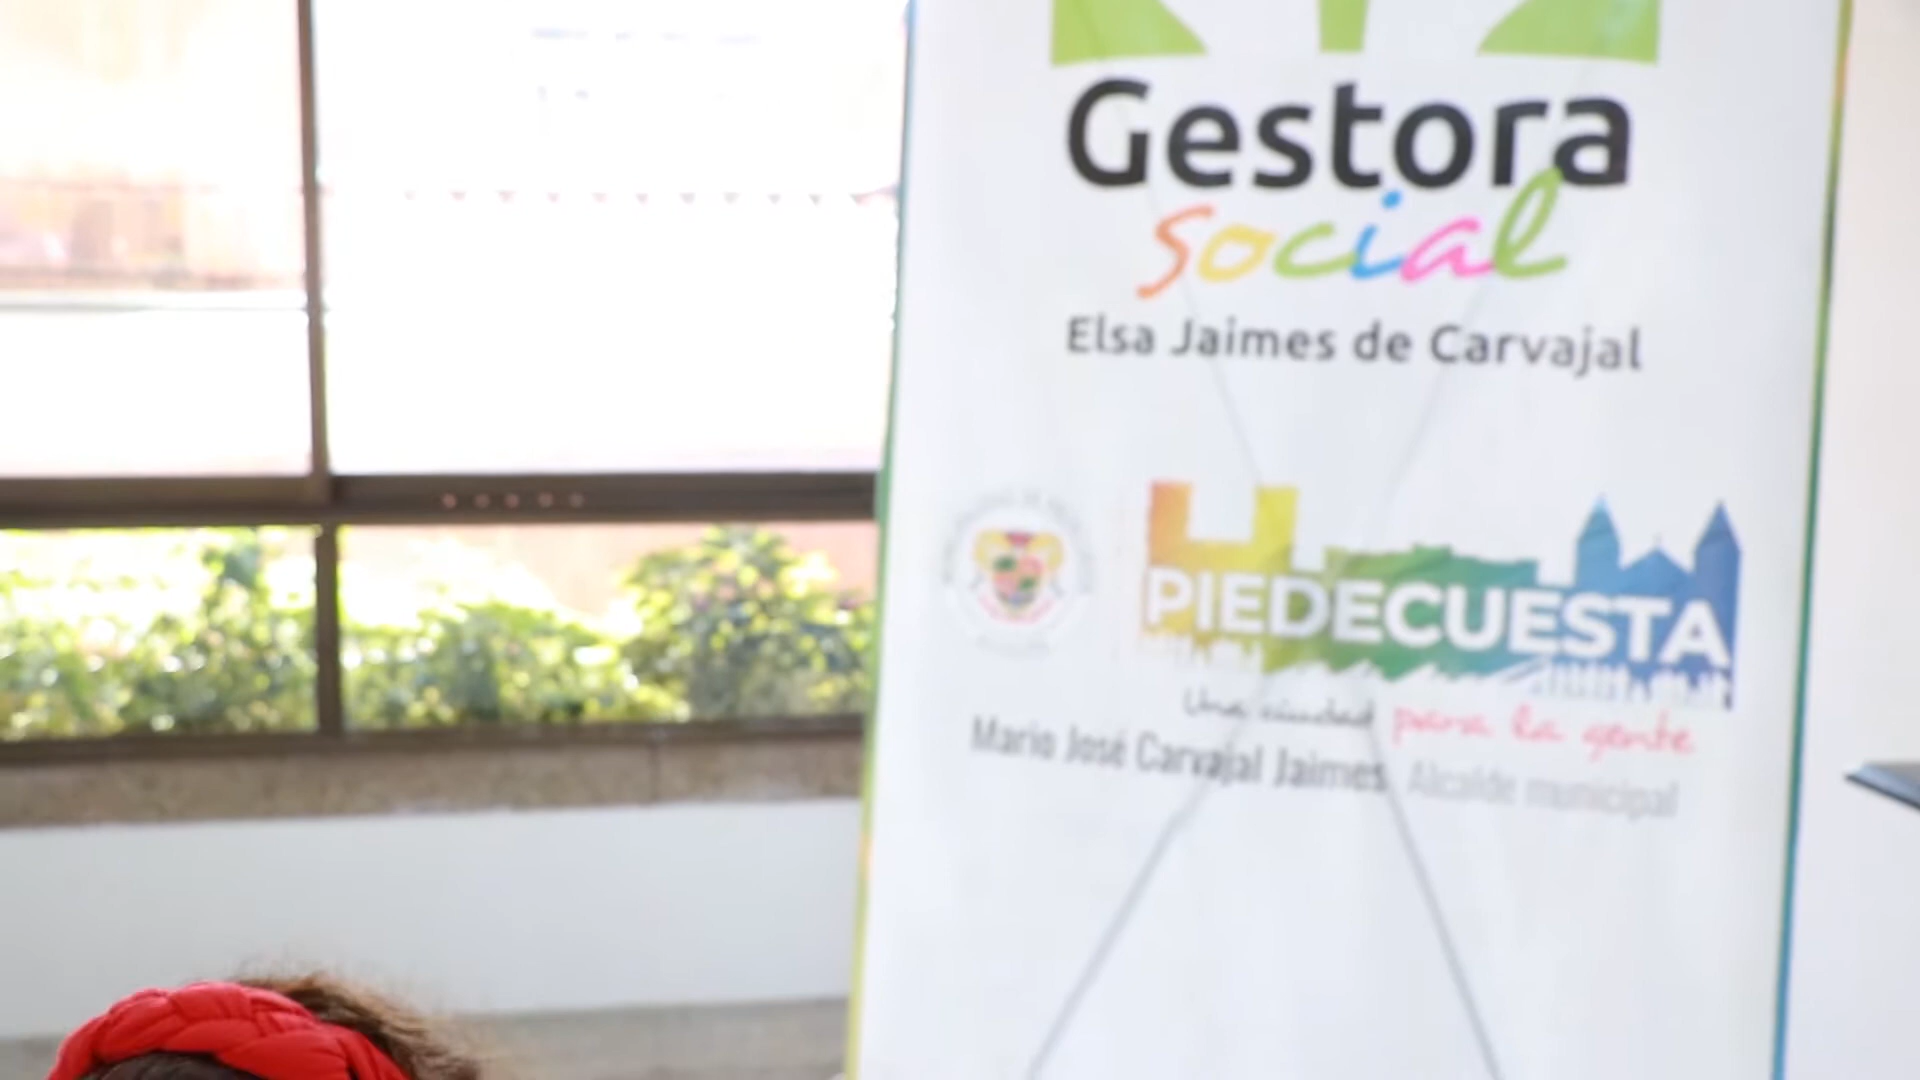 Gestora
social
Elsa Jaimes de Carvajal
PIEDECUESTA
Una ciudad para la gente
Mario José Carvajal Jaimes Alcalde municipal